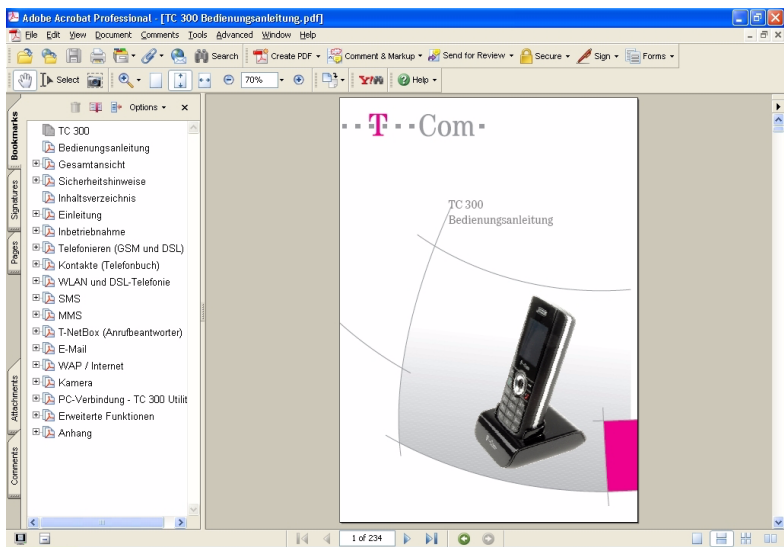 Adobe Acrobat Professional - [TC 300 Bedienungsanleitung.pdf]
File Edit View Document Comments Tools Advanced Window Help
Search Create PDF Comment & Markup Send for Review Secure Sign Forms
Select 70% Y! Help
Options
Bookmarks
Signatures
Pages
Attachments
Comments
TC 300
Bedienungsanleitung
Gesamtansicht
Sicherheitshinweise
Inhaltsverzeichnis
Einleitung
Inbetriebnahme
Telefonieren (GSM und DSL)
Kontakte (Telefonbuch)
WLAN und DSL-Telefonie
SMS
MMS
T-NetBox (Anrufbeantworter)
E-Mail
WAP / Internet
Kamera
PC-Verbindung - TC 300 Utilit
Erweiterte Funktionen
Anhang
T Com
TC 300
Bedienungsanleitung
1 of 234